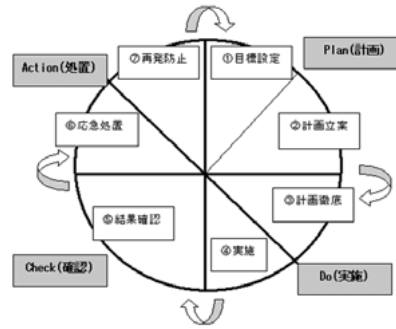 ⑦再発防止
①目標設定
Action(処置)
Plan(計画)
⑥応急処置
②計画立案
③計画徹底
⑤結果確認
④実施
Check(確認)
Do(実施)